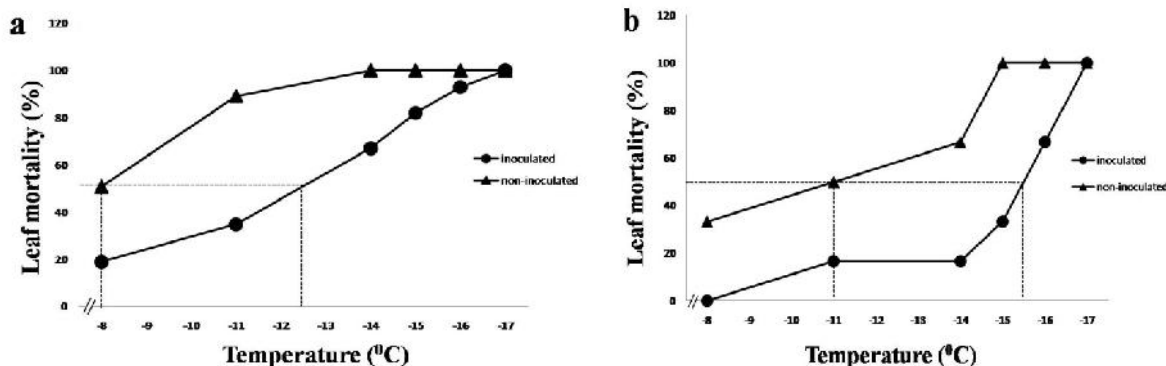 a
Leaf mortality (%)
120
100
80
60
40
20
0
-8 -9 -10 -11 -12 -13 -14 -15 -16 -17
Temperature (⁰C)
inoculated
non-inoculated
b
Leaf mortality (%)
120
100
80
60
40
20
0
-8 -9 -10 -11 -12 -13 -14 -15 -16 -17
Temperature (⁰C)
inoculated
non-inoculated